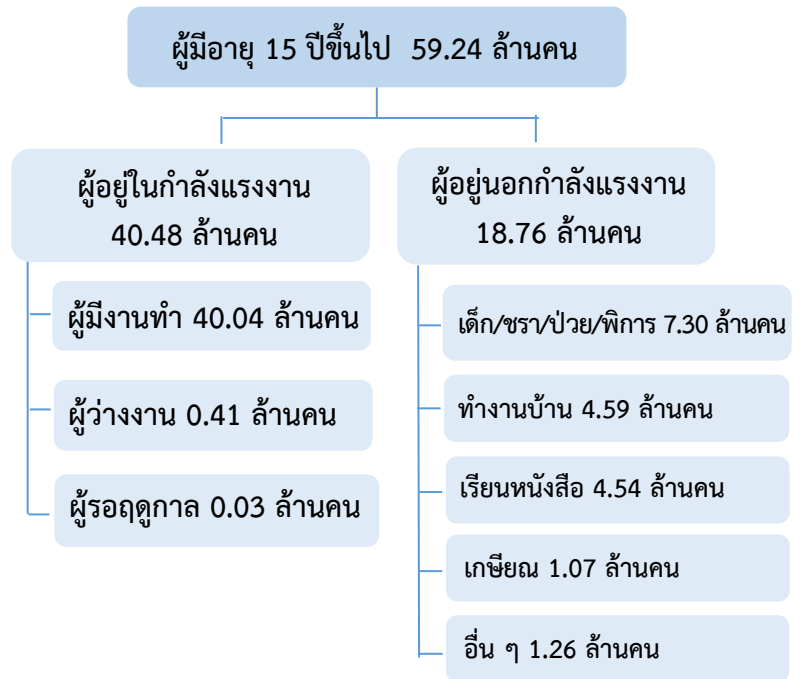 ผู้มีอายุ 15 ปีขึ้นไป 59.24 ล้านคน
ผู้อยู่ในกำลังแรงงาน
40.48 ล้านคน
ผู้มีงานทำ 40.04 ล้านคน
ผู้ว่างงาน 0.41 ล้านคน
ผู้รอฤดูกาล 0.03 ล้านคน
ผู้อยู่นอกกำลังแรงงาน
18.76 ล้านคน
เด็ก/ชรา/ป่วย/พิการ 7.30 ล้านคน
ทำงานบ้าน 4.59 ล้านคน
เรียนหนังสือ 4.54 ล้านคน
เกษียณ 1.07 ล้านคน
อื่น ๆ 1.26 ล้านคน